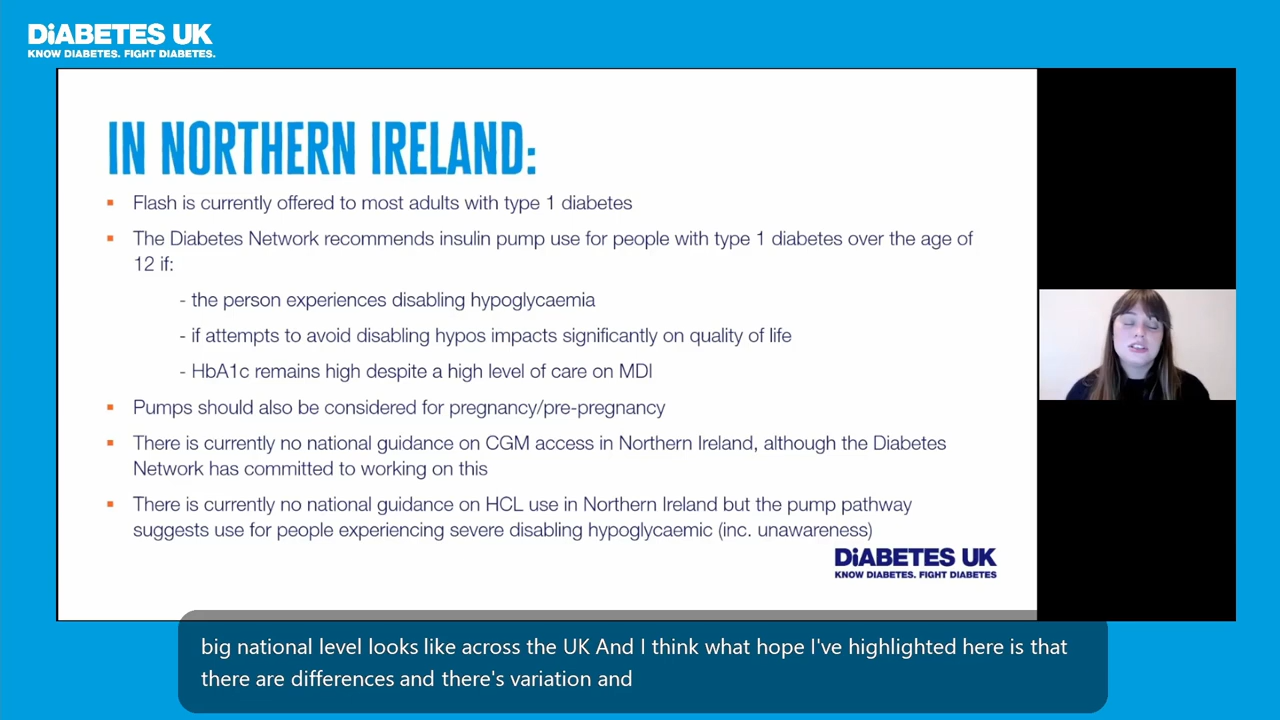 DiABETES UK
KNOW DIABETES. FIGHT DIABETES.
IN NORTHERN IRELAND:
▪ Flash is currently offered to most adults with type 1 diabetes
▪ The Diabetes Network recommends insulin pump use for people with type 1 diabetes over the age of
12 if:
- the person experiences disabling hypoglycaemia
- if attempts to avoid disabling hypos impacts significantly on quality of life
- HbA1c remains high despite a high level of care on MDI
▪ Pumps should also be considered for pregnancy/pre-pregnancy
▪ There is currently no national guidance on CGM access in Northern Ireland, although the Diabetes
Network has committed to working on this
▪ There is currently no national guidance on HCL use in Northern Ireland but the pump pathway
suggests use for people experiencing severe disabling hypoglycaemic (inc. unawareness)
DiABETES UK
KNOW DIABETES. FIGHT DIABETES
big national level looks like across the UK And I think what hope I've highlighted here is that
there are differences and there's variation and